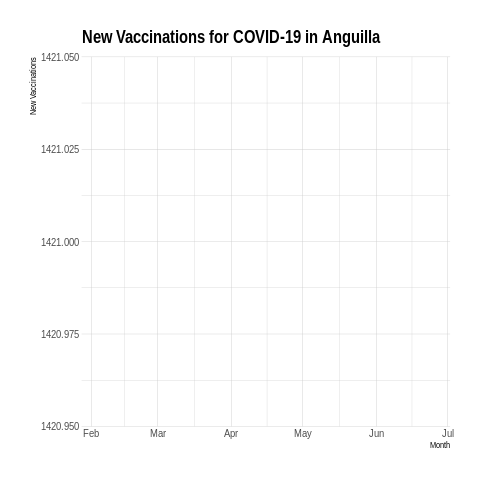 New Vaccinations for COVID-19 in Anguilla
New Vaccinations
1421.050
1421.025
1421.000
1420.975
1420.950
Feb Mar Apr May Jun Jul
Month